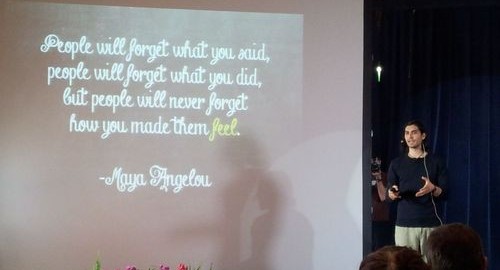 People will forget what you said,
people will forget what you did,
but people will never forget
how you made them feel.
-Maya Angelou